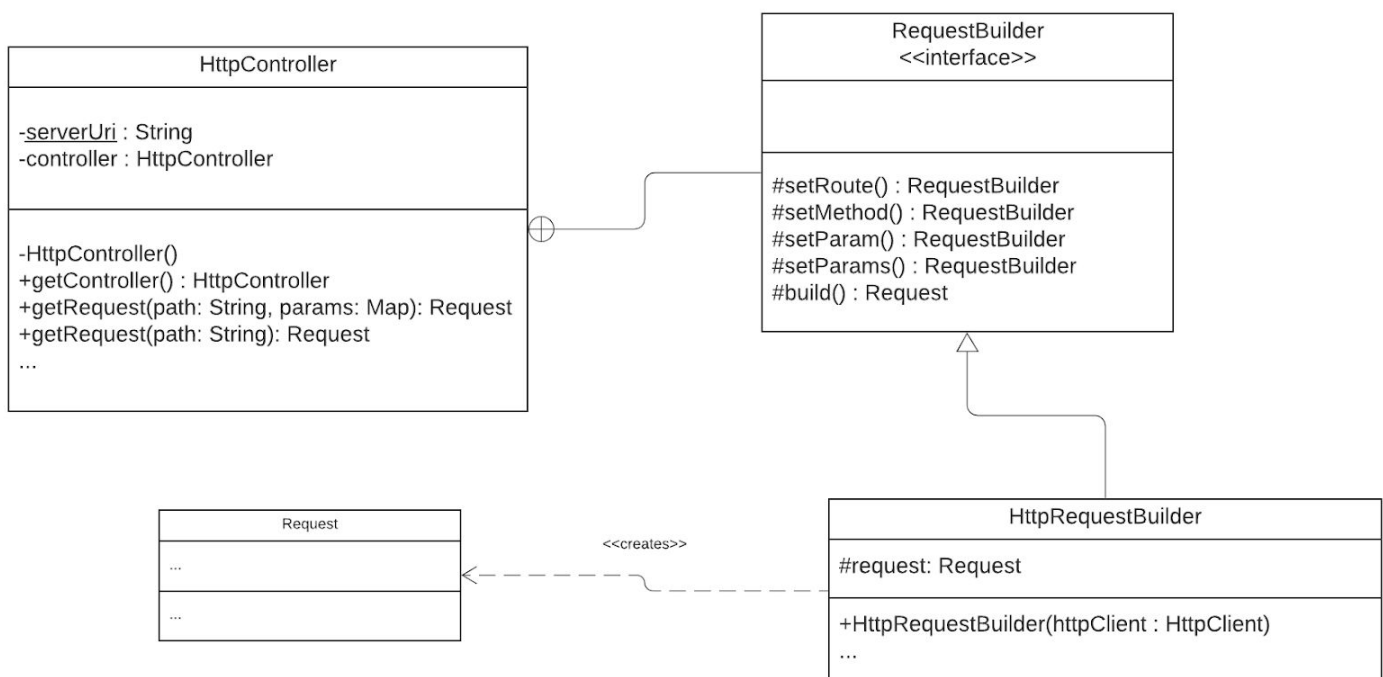 HttpController
-serverUri : String
-controller : HttpController
-HttpController()
+getController() : HttpController
+getRequest(path: String, params: Map): Request
+getRequest(path: String): Request
...
RequestBuilder
<<interface>>
#setRoute() : RequestBuilder
#setMethod() : RequestBuilder
#setParam() : RequestBuilder
#setParams() : RequestBuilder
#build() : Request
Request
...
...
<<creates>>
HttpRequestBuilder
#request: Request
+HttpRequestBuilder(httpClient : HttpClient)
...